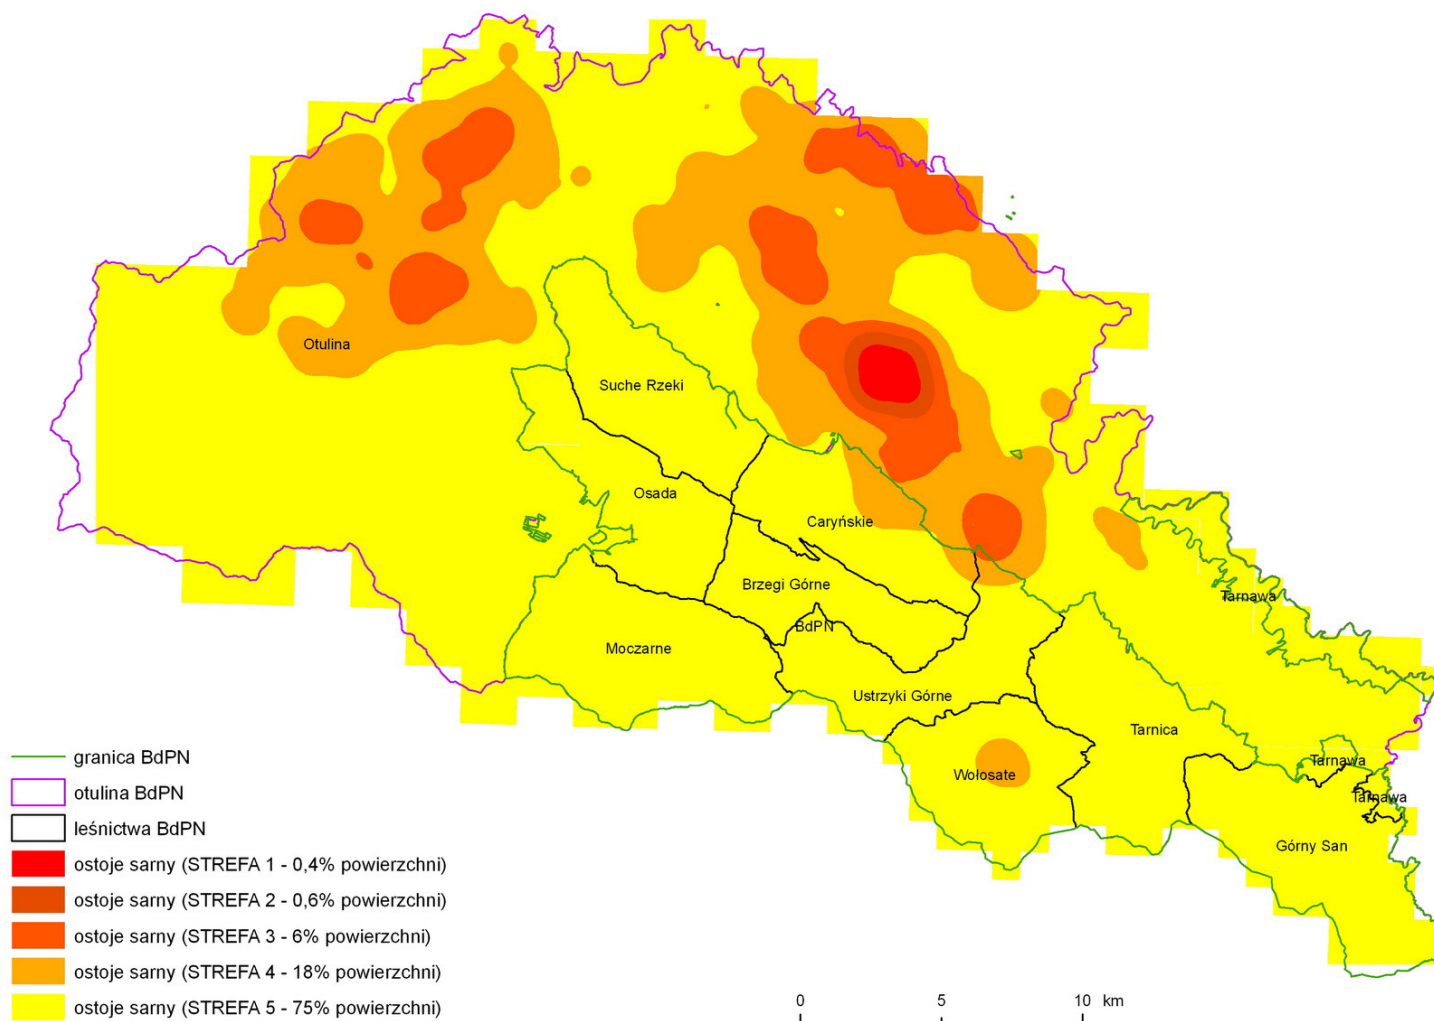 Otulina
Suche Rzeki
Osada
Caryńskie
Brzegi Górne
Tarnawa
BdPN
Moczarne
Ustrzyki Górne
Tarnica
Wołosate
Tarnawa
Tarnawa
Górny San
granica BdPN
otulina BdPN
leśnictwa BdPN
ostoje sarny (STREFA 1 - 0,4% powierzchni)
ostoje sarny (STREFA 2 - 0,6% powierzchni)
ostoje sarny (STREFA 3 - 6% powierzchni)
ostoje sarny (STREFA 4 - 18% powierzchni)
ostoje sarny (STREFA 5 - 75% powierzchni)
0 5 10 km